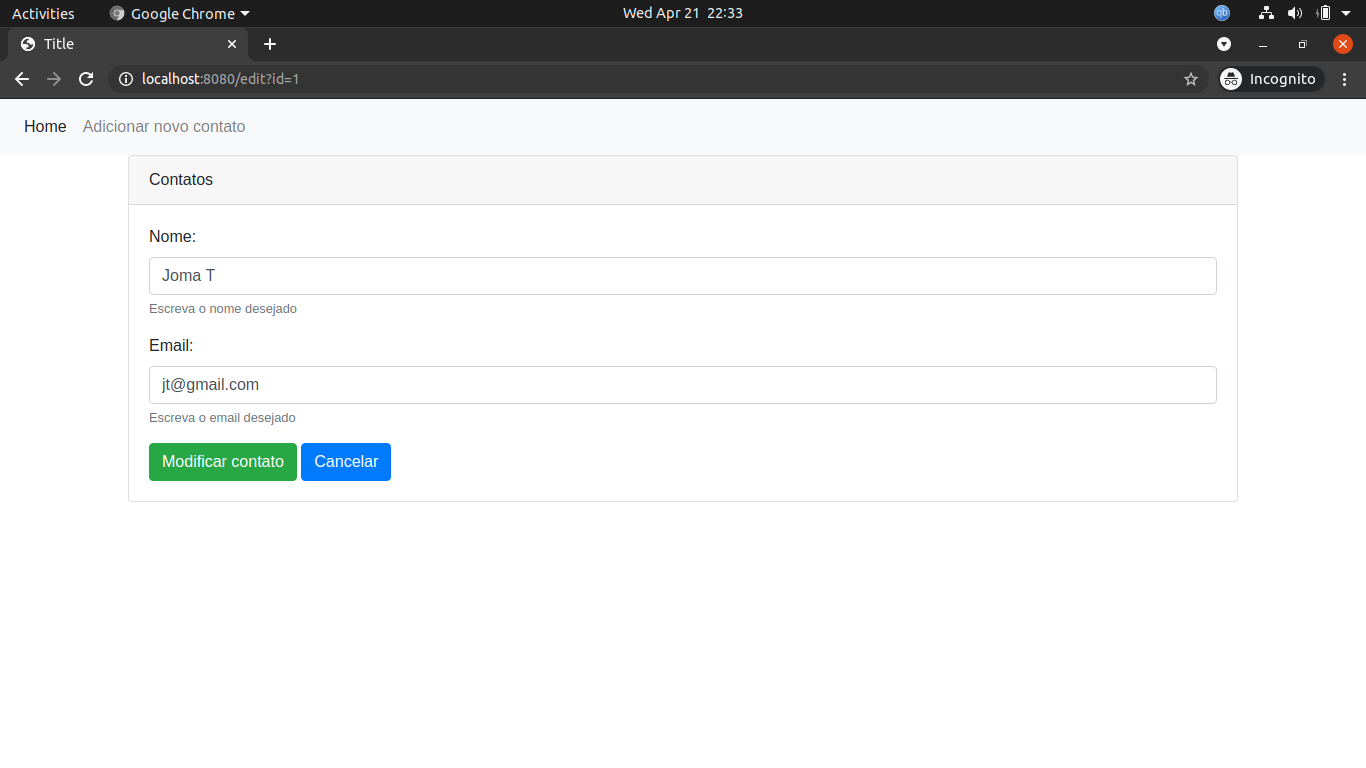 Activities Google Chrome Wed Apr 21 22:33 qb
Title
localhost:8080/edit?id=1 Incognito
Home Adicionar novo contato
Contatos
Nome:
Joma T
Escreva o nome desejado
Email:
jt@gmail.com
Escreva o email desejado
Modificar contato Cancelar